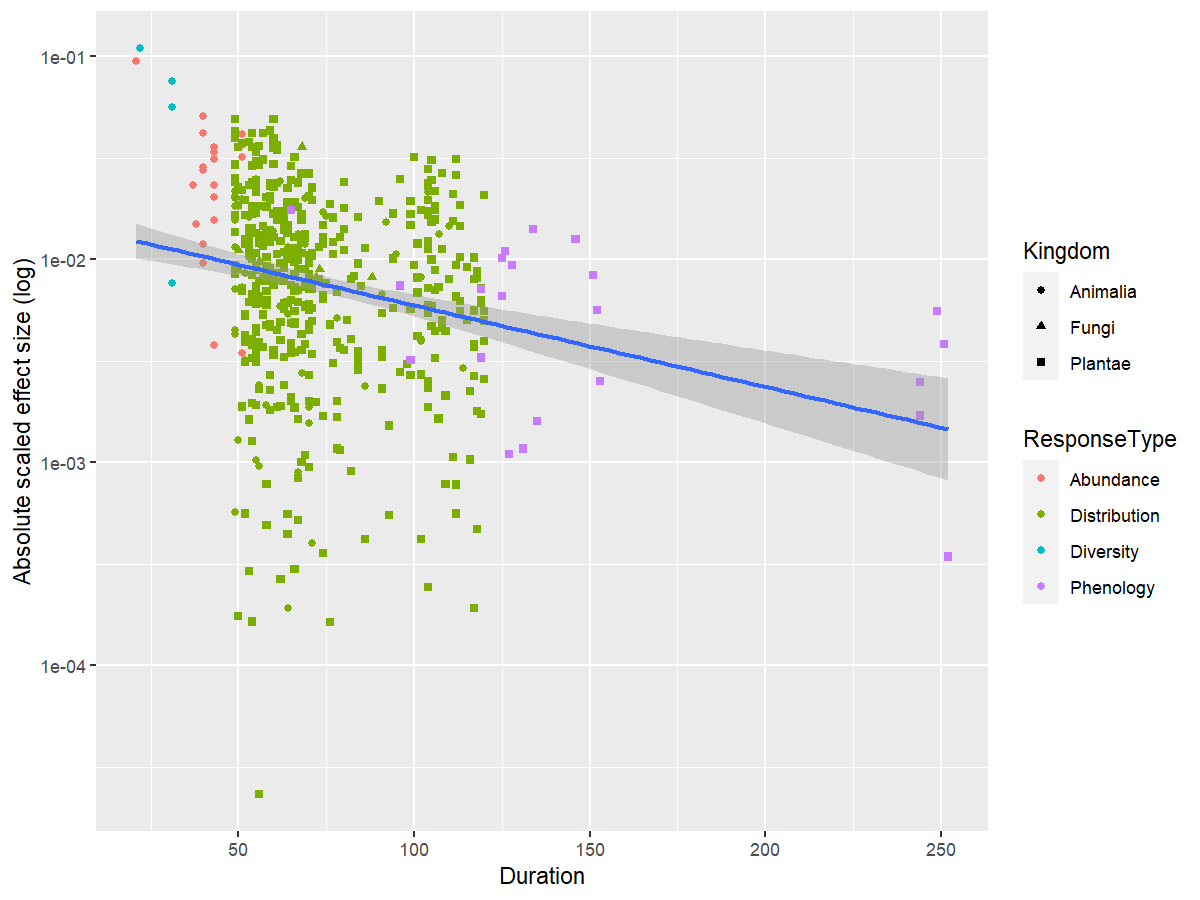 1e-01
1e-02
1e-03
1e-04
Absolute scaled effect size (log)
50
100
150
200
250
Duration
Kingdom
Animalia
Fungi
Plantae
ResponseType
Abundance
Distribution
Diversity
Phenology